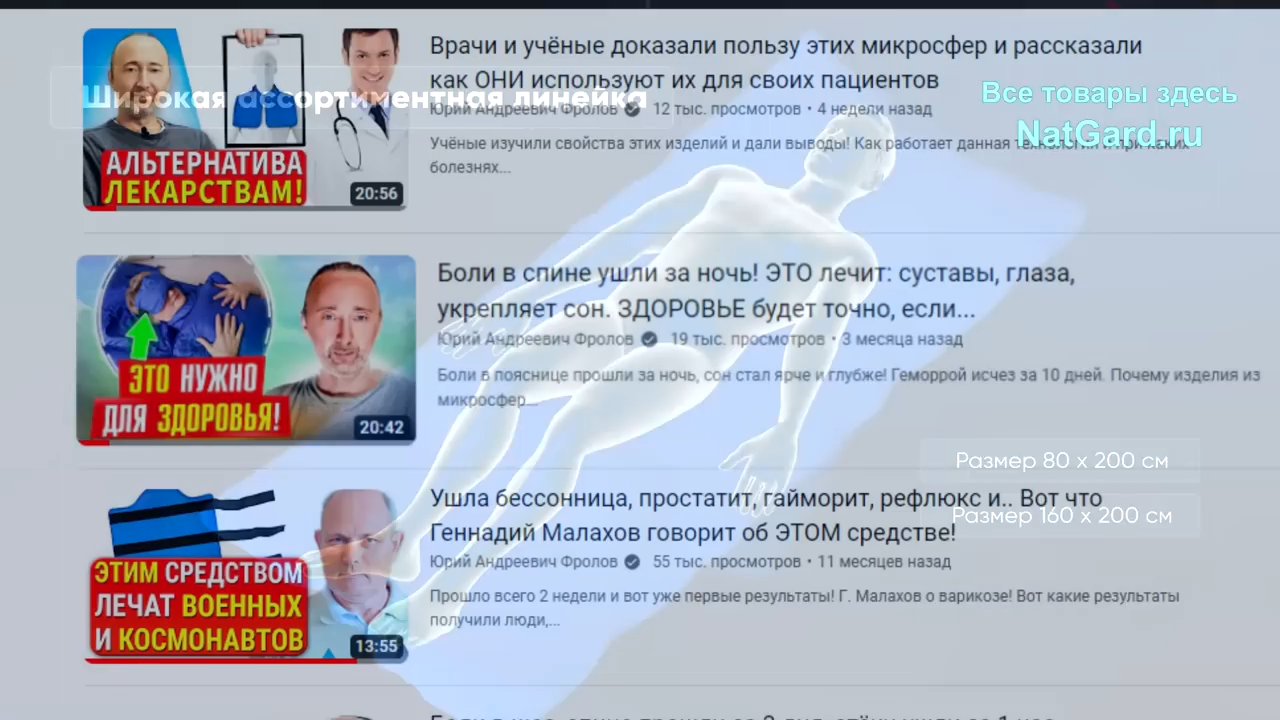 Врачи и учёные доказали пользу этих микросфер и рассказали
как ОНИ используют их для своих пациентов
Широкая ассортиментная линейка
Все товары здесь
NatGard.ru
Юрий Андреевич Фролов 12 тыс. просмотров • 4 недели назад
Учёные изучили свойства этих изделий и дали выводы! Как работает данная технология и при каких
болезнях...
АЛЬТЕРНАТИВА
ЛЕКАРСТВАМ!
20:56
Боли в спине ушли за ночь! ЭТО лечит: суставы, глаза,
укрепляет сон. ЗДОРОВЬЕ будет точно, если...
Юрий Андреевич Фролов 19 тыс. просмотров • 3 месяца назад
Боли в пояснице прошли за ночь, сон стал ярче и глубже! Геморрой исчез за 10 дней. Почему изделия из
микросфер...
ЭТО НУЖНО
ДЛЯ ЗДОРОВЬЯ!
20:42
Размер 80 x 200 см
Размер 160 x 200 см
Ушла бессонница, простатит, гайморит, рефлюкс и.. Вот что
Геннадий Малахов говорит об ЭТОМ средстве!
Юрий Андреевич Фролов 55 тыс. просмотров • 11 месяцев назад
Прошло всего 2 недели и вот уже первые результаты! Г. Малахов о варикозе! Вот какие результаты
получили люди,...
ЭТИМ СРЕДСТВОМ
ЛЕЧАТ ВОЕННЫХ
И КОСМОНАВТОВ
13:55